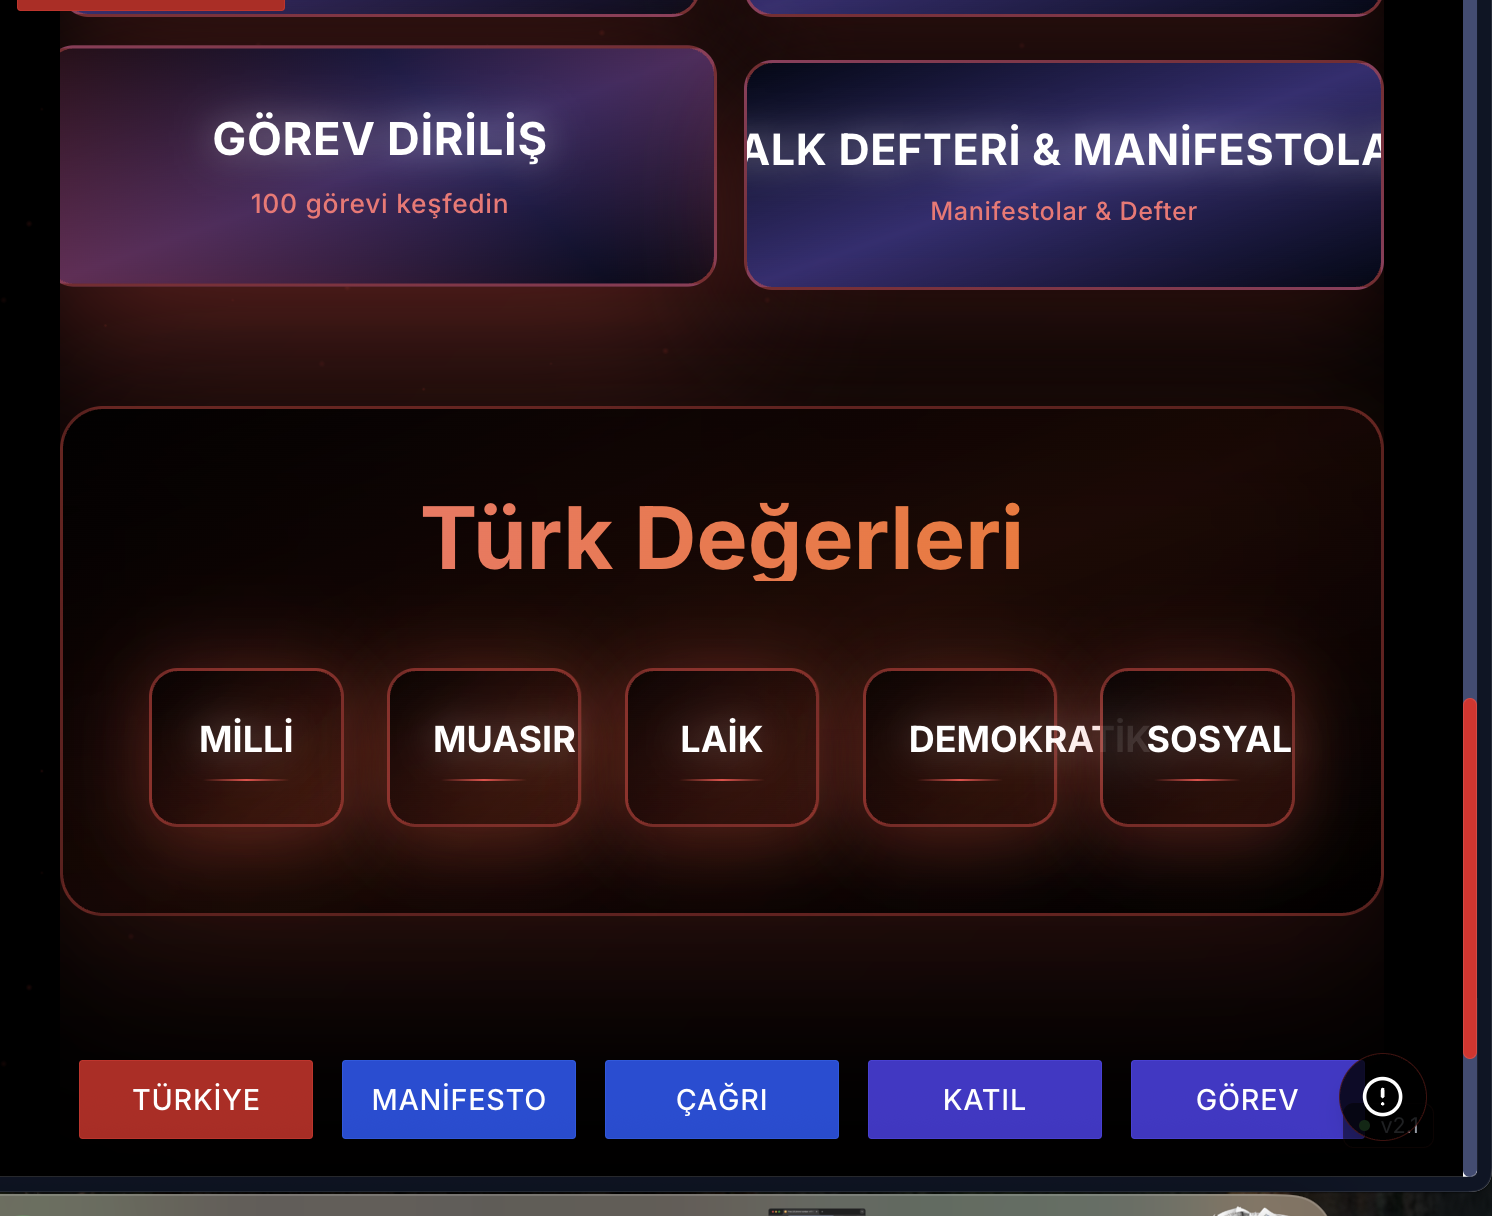 GÖREV DİRİLİŞ
100 görevi keşfedin
ALK DEFTERİ & MANİFESTOLA
Manifestolar & Defter
Türk Değerleri
MİLLİ
MUASIR
LAİK
DEMOKRATİK
SOSYAL
TÜRKİYE
MANİFESTO
ÇAĞRI
KATIL
GÖREV
v2.1